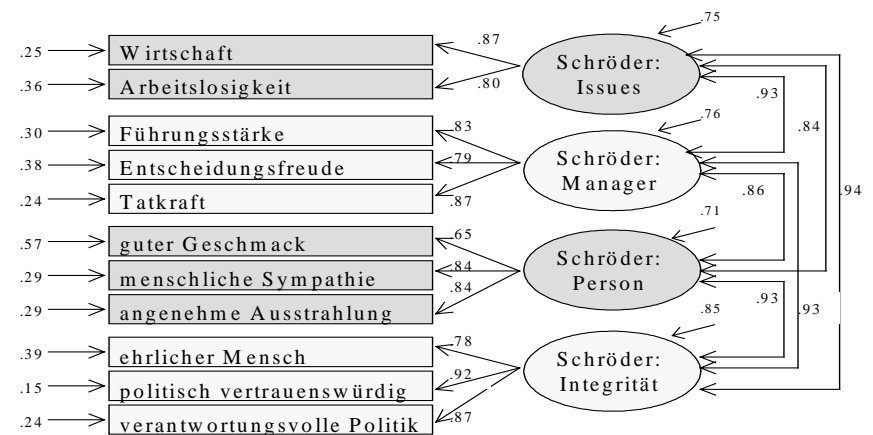 .75
.25
Wirtschaft
.87
Schröder:
Issues
.36
Arbeitslosigkeit
.80
.93
.84
.94
.30
Führungsstärke
.83
.76
.38
Entscheidungsfreude
.79
Schröder:
Manager
.24
Tatkraft
.87
.86
.71
.57
guter Geschmack
.65
.29
menschliche Sympathie
.84
Schröder:
Person
.29
angenehme Ausstrahlung
.84
.93
.93
.85
.39
ehrlicher Mensch
.78
Schröder:
Integrität
.15
politisch vertrauenswürdig
.92
.24
verantwortungsvolle Politik
.87